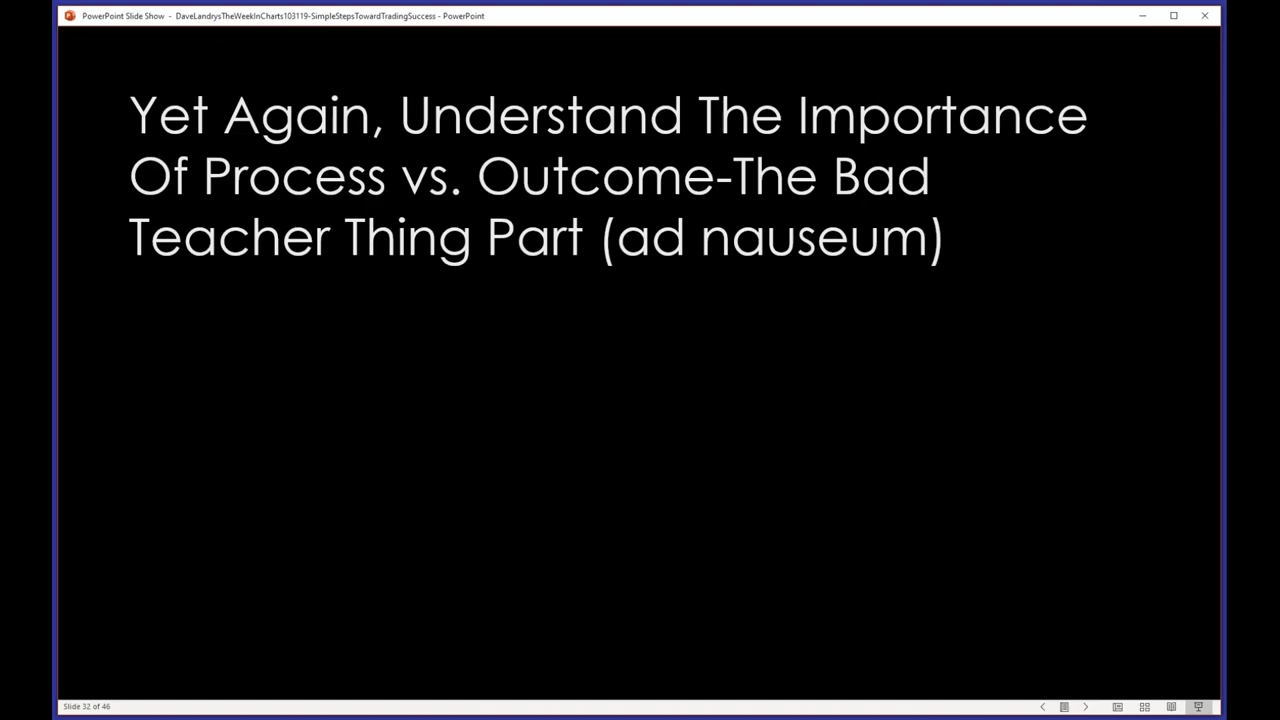 PowerPoint Slide Show - DaveLandrysTheWeekInCharts103119-SimpleStepsTowardTradingSuccess - PowerPoint
Yet Again, Understand The Importance
Of Process vs. Outcome-The Bad
Teacher Thing Part (ad nauseum)
Slide 32 of 46